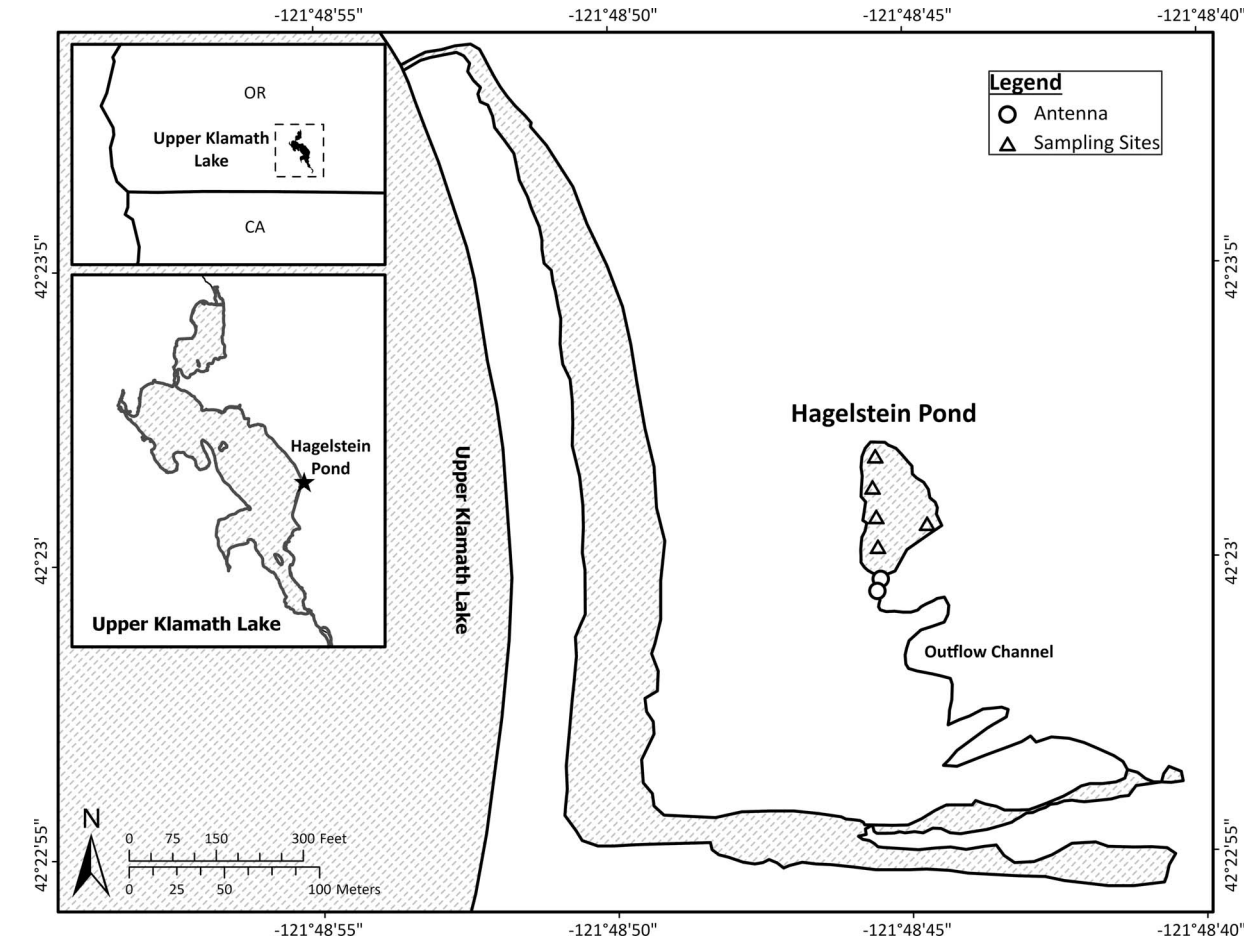 -121°48'55"
-121°48'50"
-121°48'45"
-121°48'40"
OR
Upper Klamath
Lake
CA
Legend
Antenna
Sampling Sites
42°23'5"
42°23'5"
Hagelstein
Pond
Upper Klamath Lake
Hagelstein Pond
Upper Klamath Lake
42°23'
42°23'
Outflow Channel
N
0 75 150 300 Feet
0 25 50 100 Meters
42°22'55"
42°22'55"
-121°48'55"
-121°48'50"
-121°48'45"
-121°48'40"